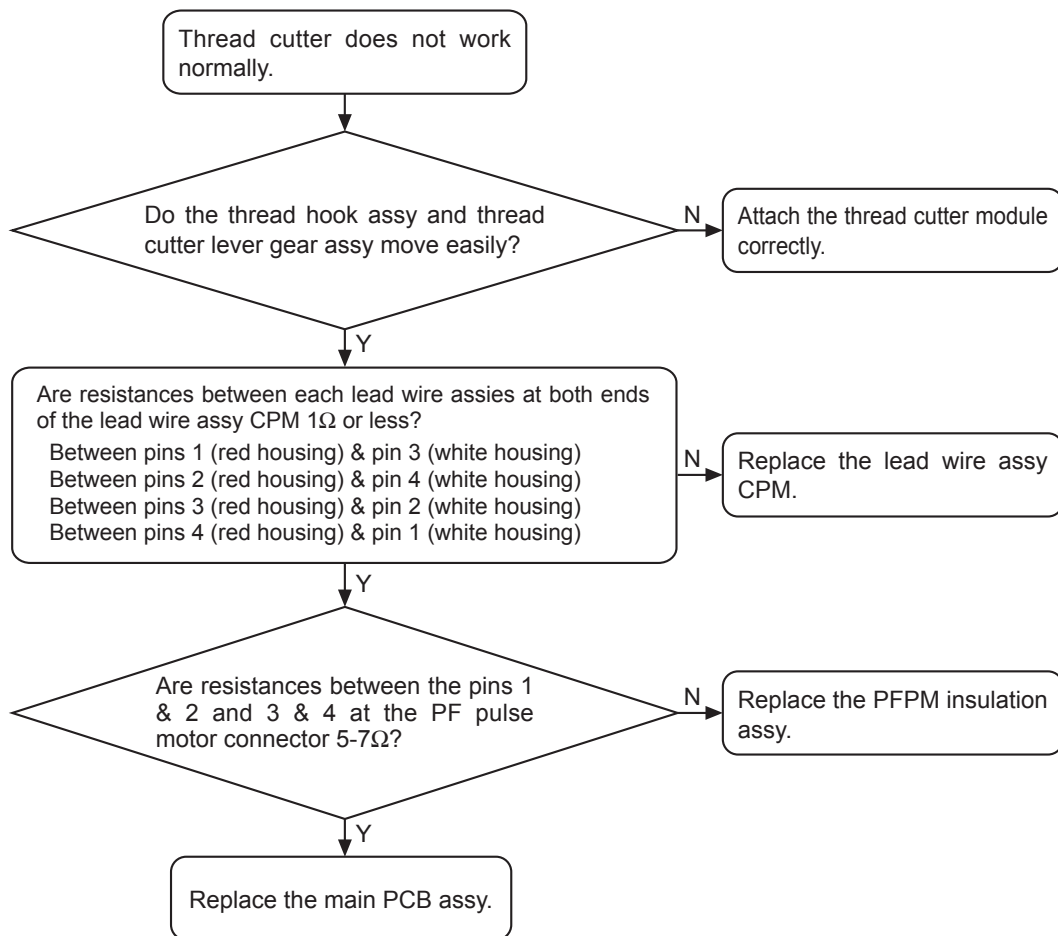 Thread cutter does not work
normally.
Do the thread hook assy and thread
cutter lever gear assy move easily?
N
Attach the thread cutter module
correctly.
Y
Are resistances between each lead wire assies at both ends
of the lead wire assy CPM 1Ω or less?
Between pins 1 (red housing) & pin 3 (white housing)
Between pins 2 (red housing) & pin 4 (white housing)
Between pins 3 (red housing) & pin 2 (white housing)
Between pins 4 (red housing) & pin 1 (white housing)
N
Replace the lead wire assy
CPM.
Y
Are resistances between the pins 1
& 2 and 3 & 4 at the PF pulse
motor connector 5-7Ω?
N
Replace the PFPM insulation
assy.
Y
Replace the main PCB assy.